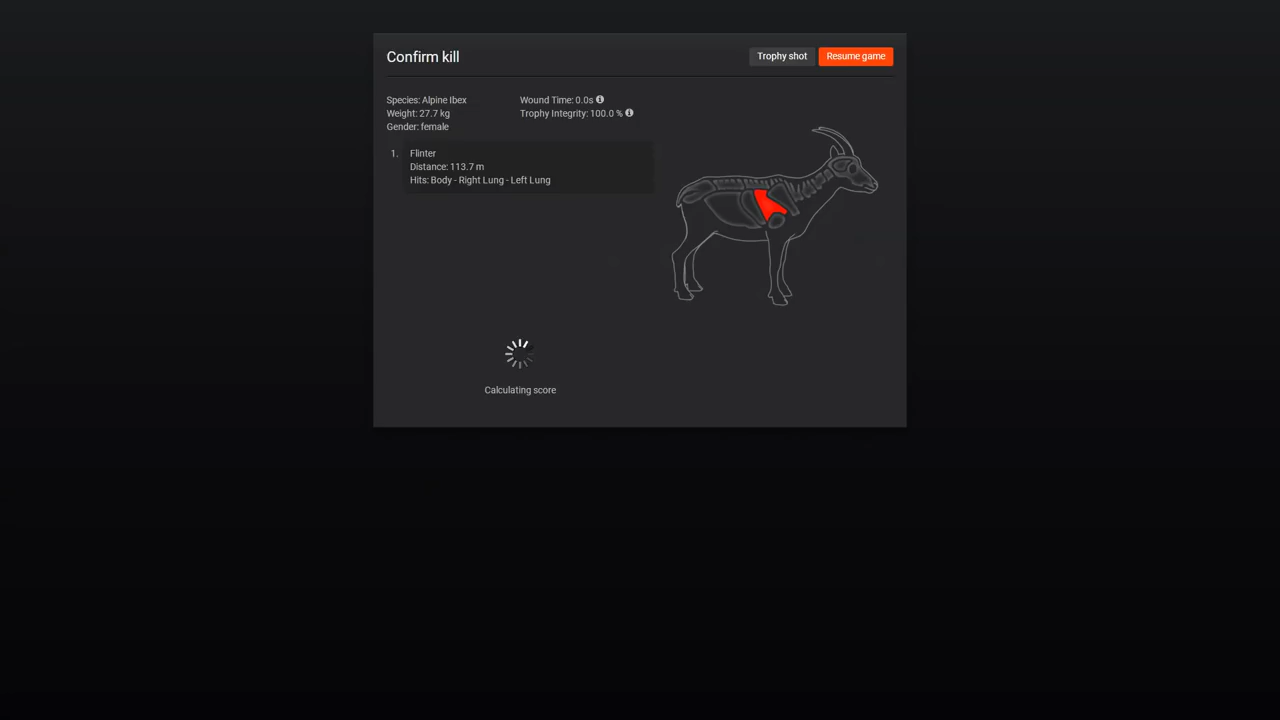 Confirm kill
Trophy shot
Resume game
Species: Alpine Ibex
Weight: 27.7 kg
Gender: female
Wound Time: 0.0s
Trophy Integrity: 100.0 %
1.
Flinter
Distance: 113.7 m
Hits: Body - Right Lung - Left Lung
Calculating score